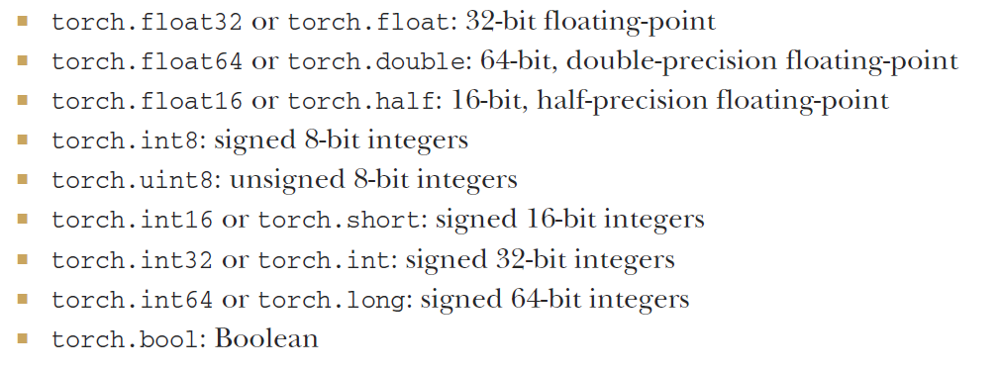 ▪ torch.float32 or torch.float: 32-bit floating-point
▪ torch.float64 or torch.double: 64-bit, double-precision floating-point
▪ torch.float16 or torch.half: 16-bit, half-precision floating-point
▪ torch.int8: signed 8-bit integers
▪ torch.uint8: unsigned 8-bit integers
▪ torch.int16 or torch.short: signed 16-bit integers
▪ torch.int32 or torch.int: signed 32-bit integers
▪ torch.int64 or torch.long: signed 64-bit integers
▪ torch.bool: Boolean